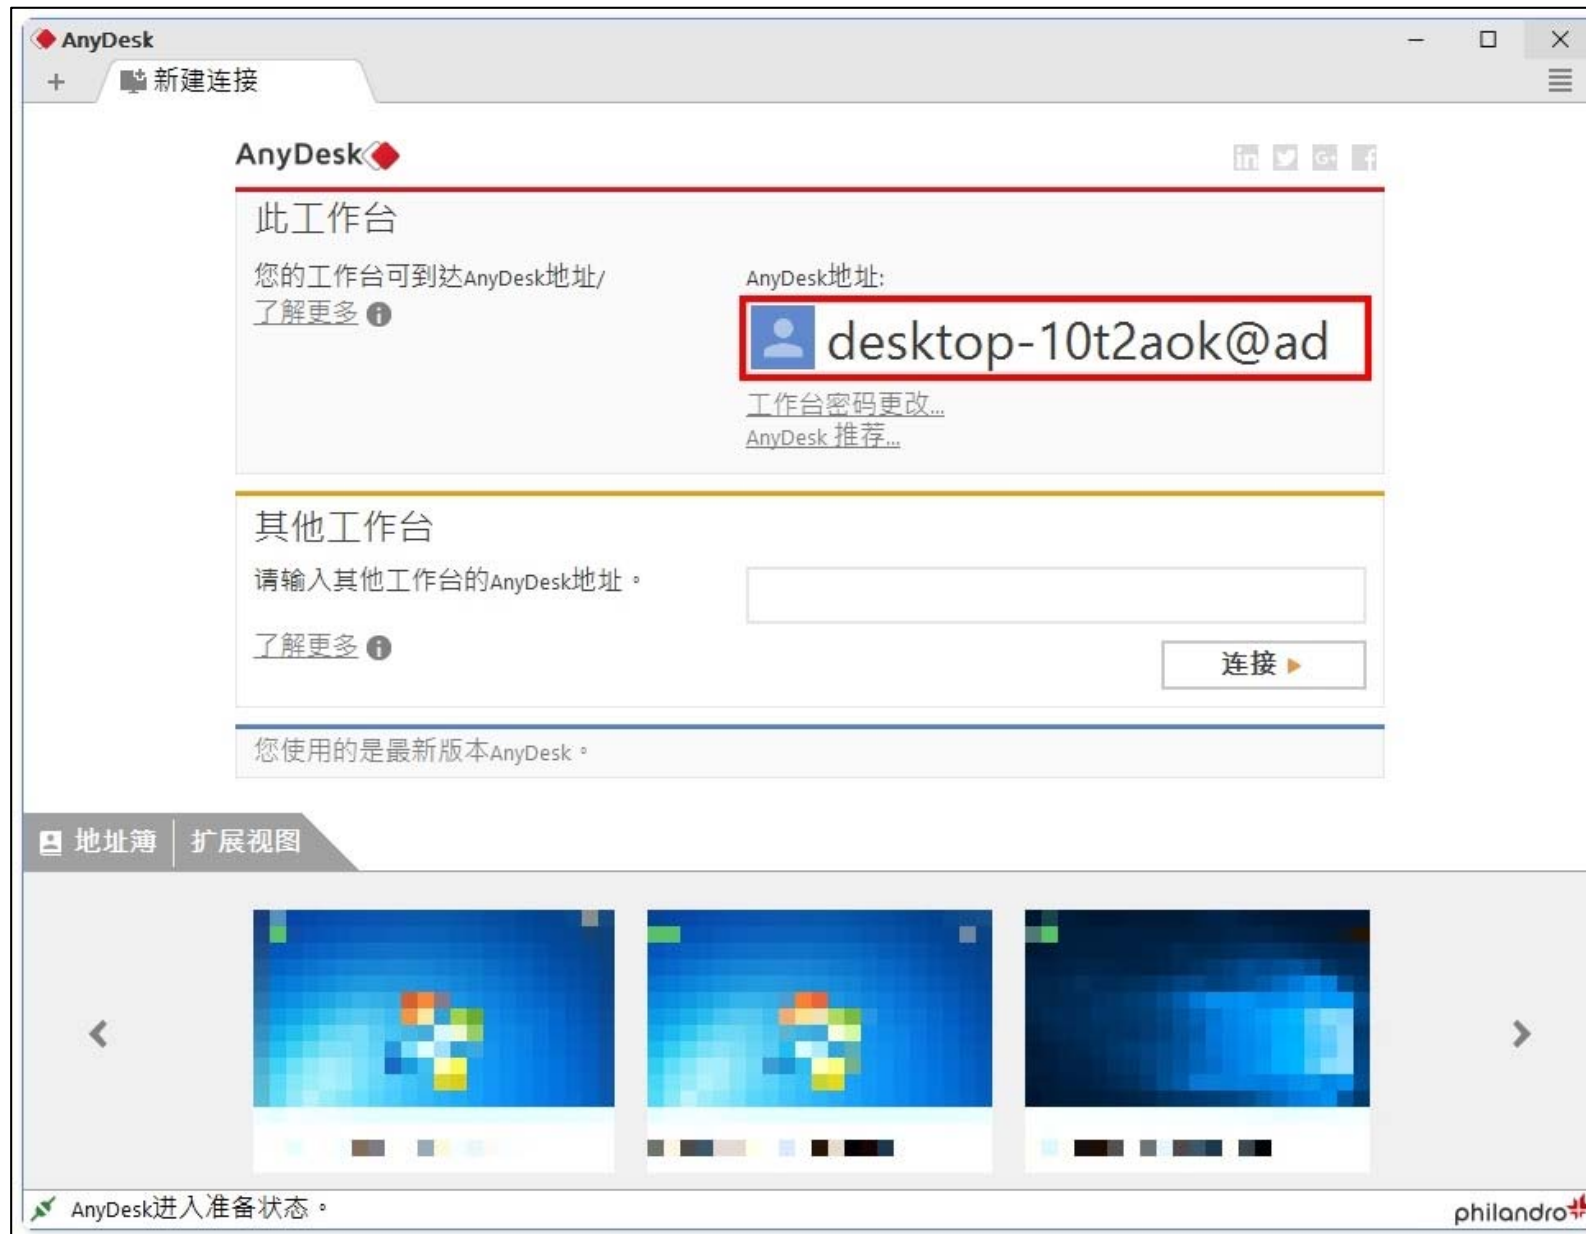 AnyDesk
新建连接
AnyDesk
in G+ f
此工作台
您的工作台可到达AnyDesk地址/
了解更多
AnyDesk地址:
desktop-10t2aok@ad
工作台密码更改...
AnyDesk 推荐...
其他工作台
请输入其他工作台的AnyDesk地址。
了解更多
连接
您使用的是最新版本AnyDesk。
地址簿 扩展视图
AnyDesk进入准备状态。
philandro